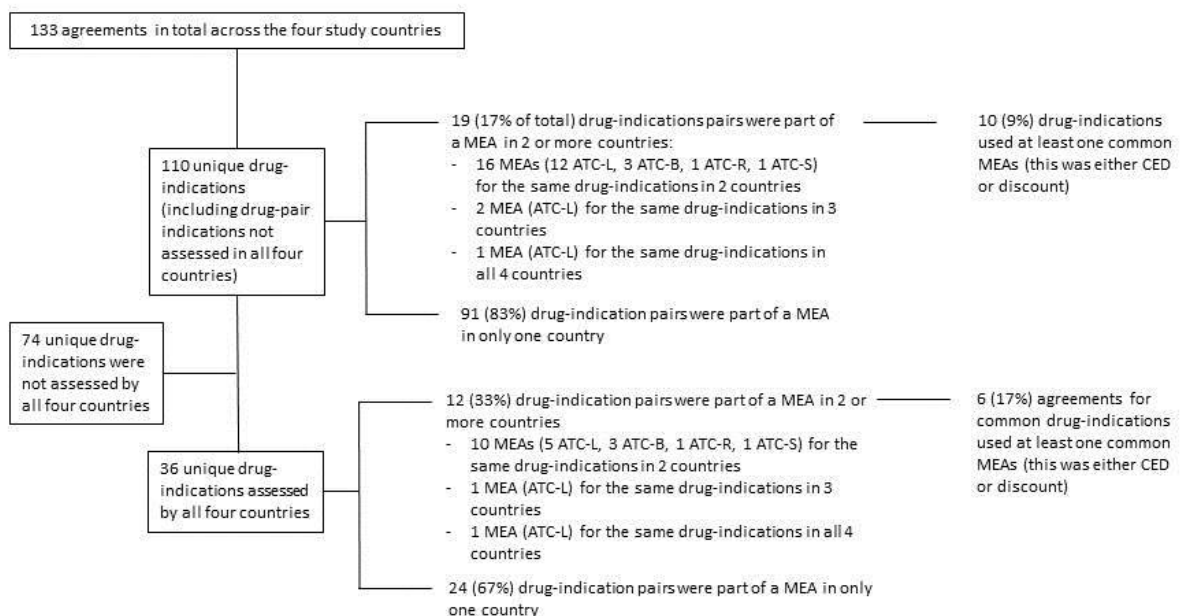 133 agreements in total across the four study countries
110 unique drug-
indications
(including drug-pair
indications not
assessed in all four
countries)
19 (17% of total) drug-indications pairs were part of
a MEA in 2 or more countries:
- 16 MEAs (12 ATC-L, 3 ATC-B, 1 ATC-R, 1 ATC-S)
for the same drug-indications in 2 countries
- 2 MEA (ATC-L) for the same drug-indications in 3
countries
- 1 MEA (ATC-L) for the same drug-indications in
all 4 countries
10 (9%) drug-indications
used at least one common
MEAs (this was either CED
or discount)
91 (83%) drug-indication pairs were part of a MEA
in only one country
74 unique drug-
indications were
not assessed by
all four countries
36 unique drug-
indications assessed
by all four countries
12 (33%) drug-indication pairs were part of a MEA in 2 or
more countries
- 10 MEAs (5 ATC-L, 3 ATC-B, 1 ATC-R, 1 ATC-S) for the
same drug-indications in 2 countries
- 1 MEA (ATC-L) for the same drug-indications in 3
countries
- 1 MEA (ATC-L) for the same drug-indications in all 4
countries
6 (17%) agreements for
common drug-indications
used at least one common
MEAs (this was either CED
or discount)
24 (67%) drug-indication pairs were part of a MEA in only
one country